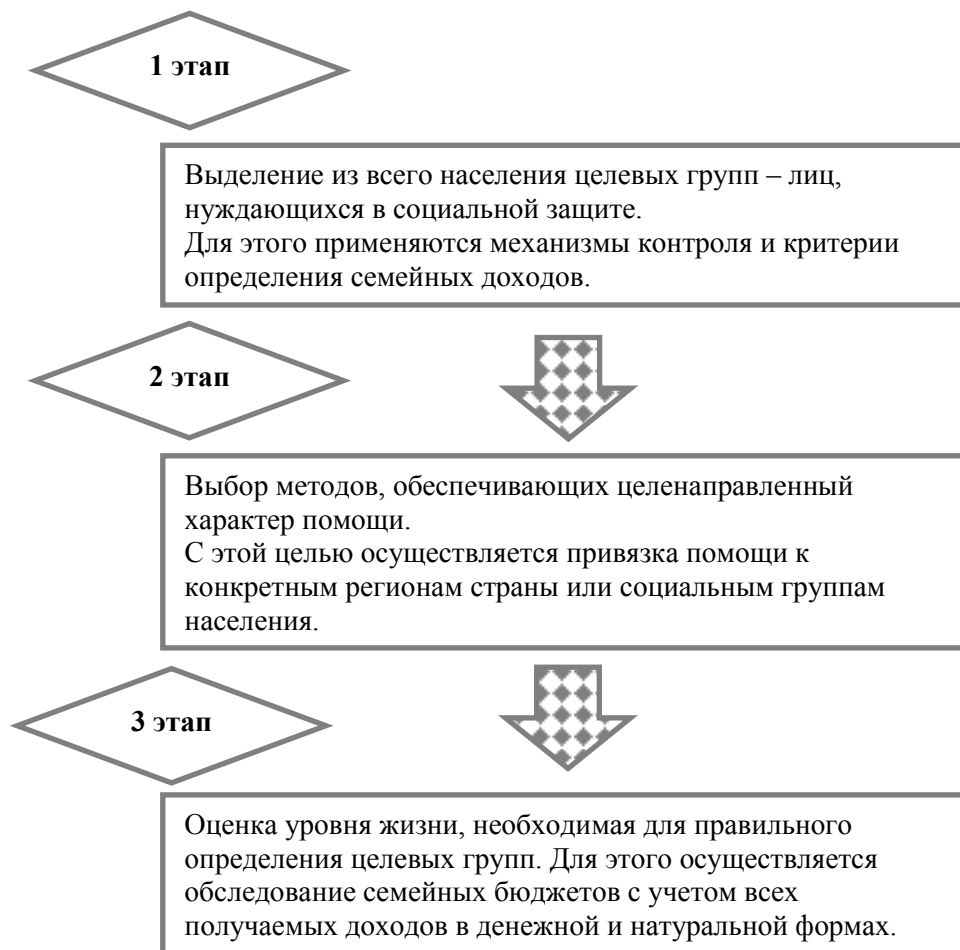 1 этап
Выделение из всего населения целевых групп – лиц,
нуждающихся в социальной защите.
Для этого применяются механизмы контроля и критерии
определения семейных доходов.
2 этап
Выбор методов, обеспечивающих целенаправленный
характер помощи.
С этой целью осуществляется привязка помощи к
конкретным регионам страны или социальным группам
населения.
3 этап
Оценка уровня жизни, необходимая для правильного
определения целевых групп. Для этого осуществляется
обследование семейных бюджетов с учетом всех
получаемых доходов в денежной и натуральной формах.